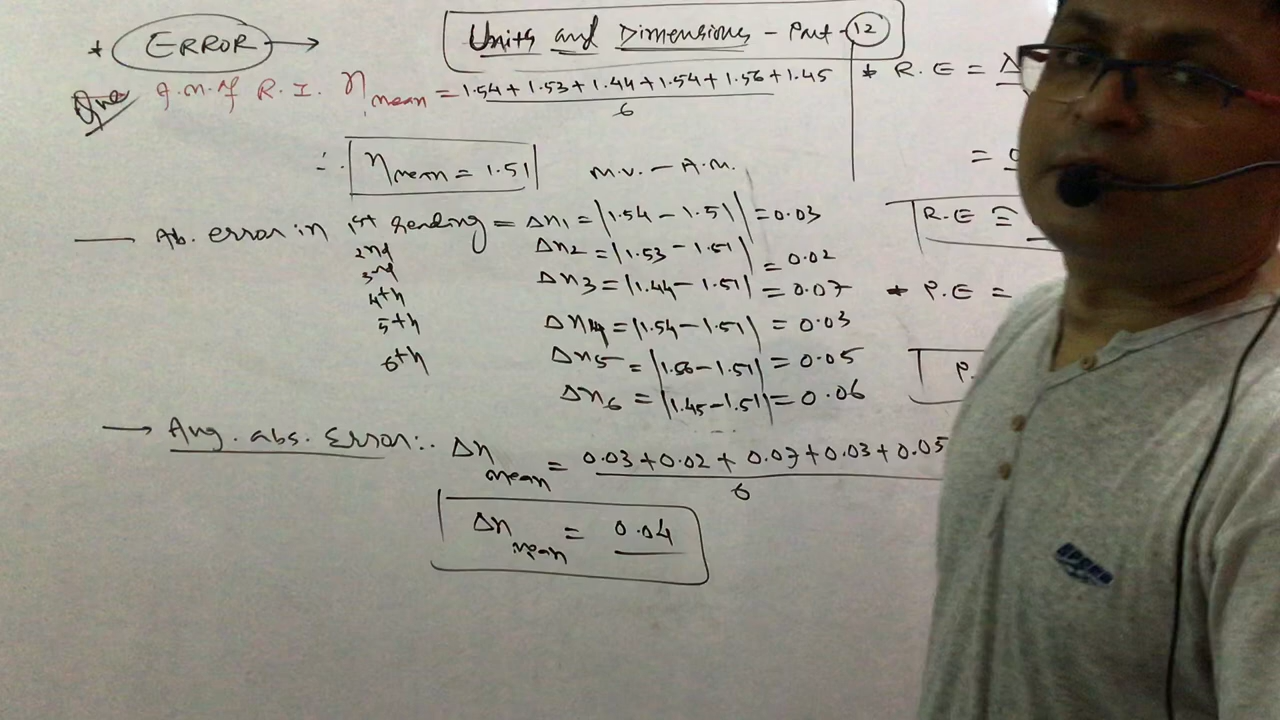 * ERROR →
Units and Dimensions - Part - 12
Que
g.m.of R.I. η mean = 1.54 + 1.53 + 1.44 + 1.54 + 1.56 + 1.45
6
∴ η mean = 1.51
m.v. - A.M.
Ab. error in 1st reading = Δn1 = |1.54 - 1.51| = 0.03
2nd Δn2 = |1.53 - 1.51| = 0.02
3rd Δn3 = |1.44 - 1.51| = 0.07
4th Δn4 = |1.54 - 1.51| = 0.03
5th Δn5 = |1.56 - 1.51| = 0.05
6th Δn6 = |1.45 - 1.51| = 0.06
→ Avg. abs. Error:. Δn mean = 0.03 + 0.02 + 0.07 + 0.03 + 0.05
6
Δn mean = 0.04
* R.E = Δ
=
R.E ≅
* P.E =
P.